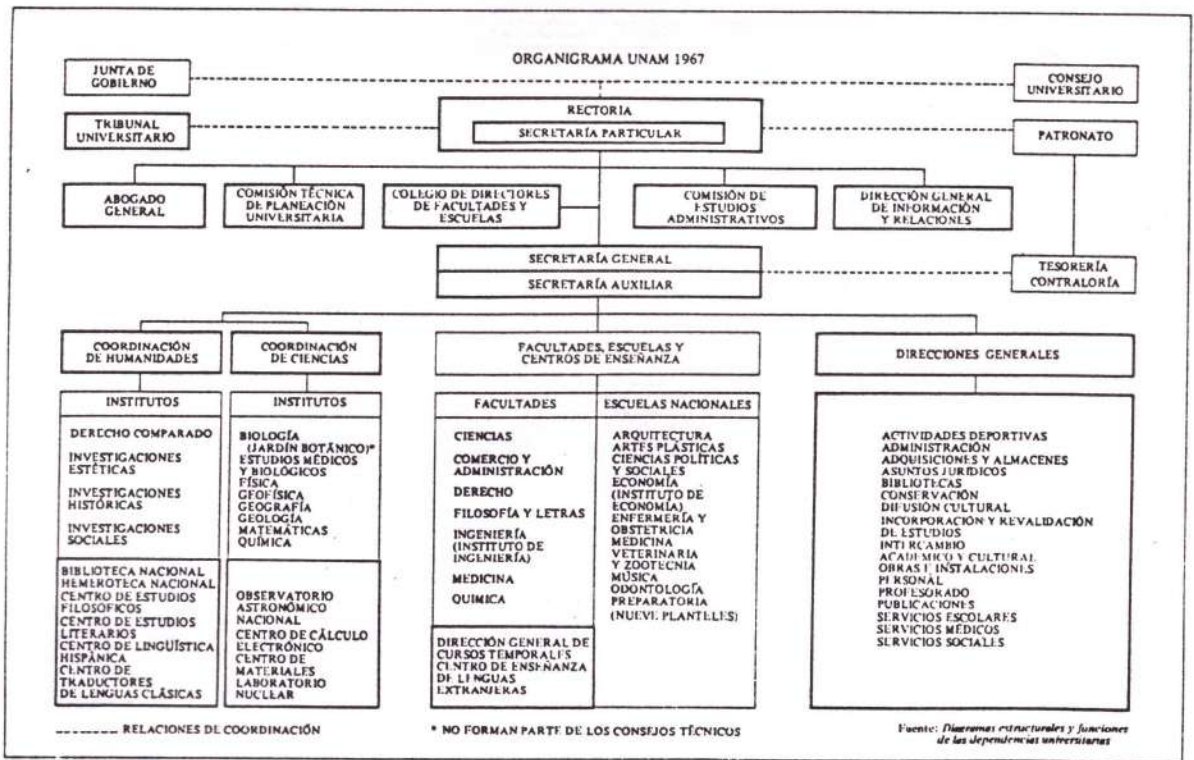 ORGANIGRAMA UNAM 1967
JUNTA DE
GOBIERNO
CONSEJO
UNIVERSITARIO
RECTORIA
SECRETARÍA PARTICULAR
TRIBUNAL
UNIVERSITARIO
PATRONATO
ABOGADO
GENERAL
COMISIÓN TÉCNICA
DE PLANEACIÓN
UNIVERSITARIA
COLEGIO DE DIRECTORES
DE FACULTADES Y
ESCUELAS
COMISIÓN DE
ESTUDIOS
ADMINISTRATIVOS
DIRECCIÓN GENERAL
DE INFORMACIÓN
Y RELACIONES
SECRETARÍA GENERAL
SECRETARÍA AUXILIAR
TESORERÍA
CONTRALORÍA
COORDINACIÓN
DE HUMANIDADES
COORDINACIÓN
DE CIENCIAS
FACULTADES, ESCUELAS Y
CENTROS DE ENSEÑANZA
DIRECCIONES GENERALES
INSTITUTOS
DERECHO COMPARADO
INVESTIGACIONES
ESTÉTICAS
INVESTIGACIONES
HISTÓRICAS
INVESTIGACIONES
SOCIALES
BIBLIOTECA NACIONAL
HEMEROTECA NACIONAL
CENTRO DE ESTUDIOS
FILOSOFICOS
CENTRO DE ESTUDIOS
LITERARIOS
CENTRO DE LINGÜÍSTICA
HISPÁNICA
CENTRO DE
TRADUCTORES
DE LENGUAS CLÁSICAS
INSTITUTOS
BIOLOGÍA
(JARDÍN BOTÁNICO)*
ESTUDIOS MÉDICOS
Y BIOLÓGICOS
FÍSICA
GEOFÍSICA
GEOGRAFÍA
GEOLOGÍA
MATEMÁTICAS
QUÍMICA
OBSERVATORIO
ASTRONÓMICO
NACIONAL
CENTRO DE CÁLCULO
ELECTRÓNICO
CENTRO DE
MATERIALES
LABORATORIO
NUCLEAR
FACULTADES
CIENCIAS
COMERCIO Y
ADMINISTRACIÓN
DERECHO
FILOSOFÍA Y LETRAS
INGENIERÍA
(INSTITUTO DE
INGENIERÍA)
MEDICINA
QUIMICA
DIRECCIÓN GENERAL DE
CURSOS TEMPORALES
CENTRO DE ENSEÑANZA
DE LENGUAS
EXTRANJERAS
ESCUELAS NACIONALES
ARQUITECTURA
ARTES PLÁSTICAS
CIENCIAS POLÍTICAS
Y SOCIALES
ECONOMÍA
(INSTITUTO DE
ECONOMÍA)
ENFERMERÍA Y
OBSTETRICIA
MEDICINA
VETERINARIA
Y ZOOTECNIA
MÚSICA
ODONTOLOGÍA
PREPARATORIA
(NUEVE PLANTELES)
ACTIVIDADES DEPORTIVAS
ADMINISTRACIÓN
ADQUISICIONES Y ALMACENES
ASUNTOS JURÍDICOS
BIBLIOTECAS
CONSERVACIÓN
DIFUSIÓN CULTURAL
INCORPORACIÓN Y REVALIDACIÓN
DE ESTUDIOS
INTERCAMBIO
ACADÉMICO Y CULTURAL
OBRAS E INSTALACIONES
PERSONAL
PROFESORADO
PUBLICACIONES
SERVICIOS ESCOLARES
SERVICIOS MÉDICOS
SERVICIOS SOCIALES
-------- RELACIONES DE COORDINACIÓN
* NO FORMAN PARTE DE LOS CONSEJOS TÉCNICOS
Fuente: Diagramas estructurales y funciones
de las dependencias universitarias